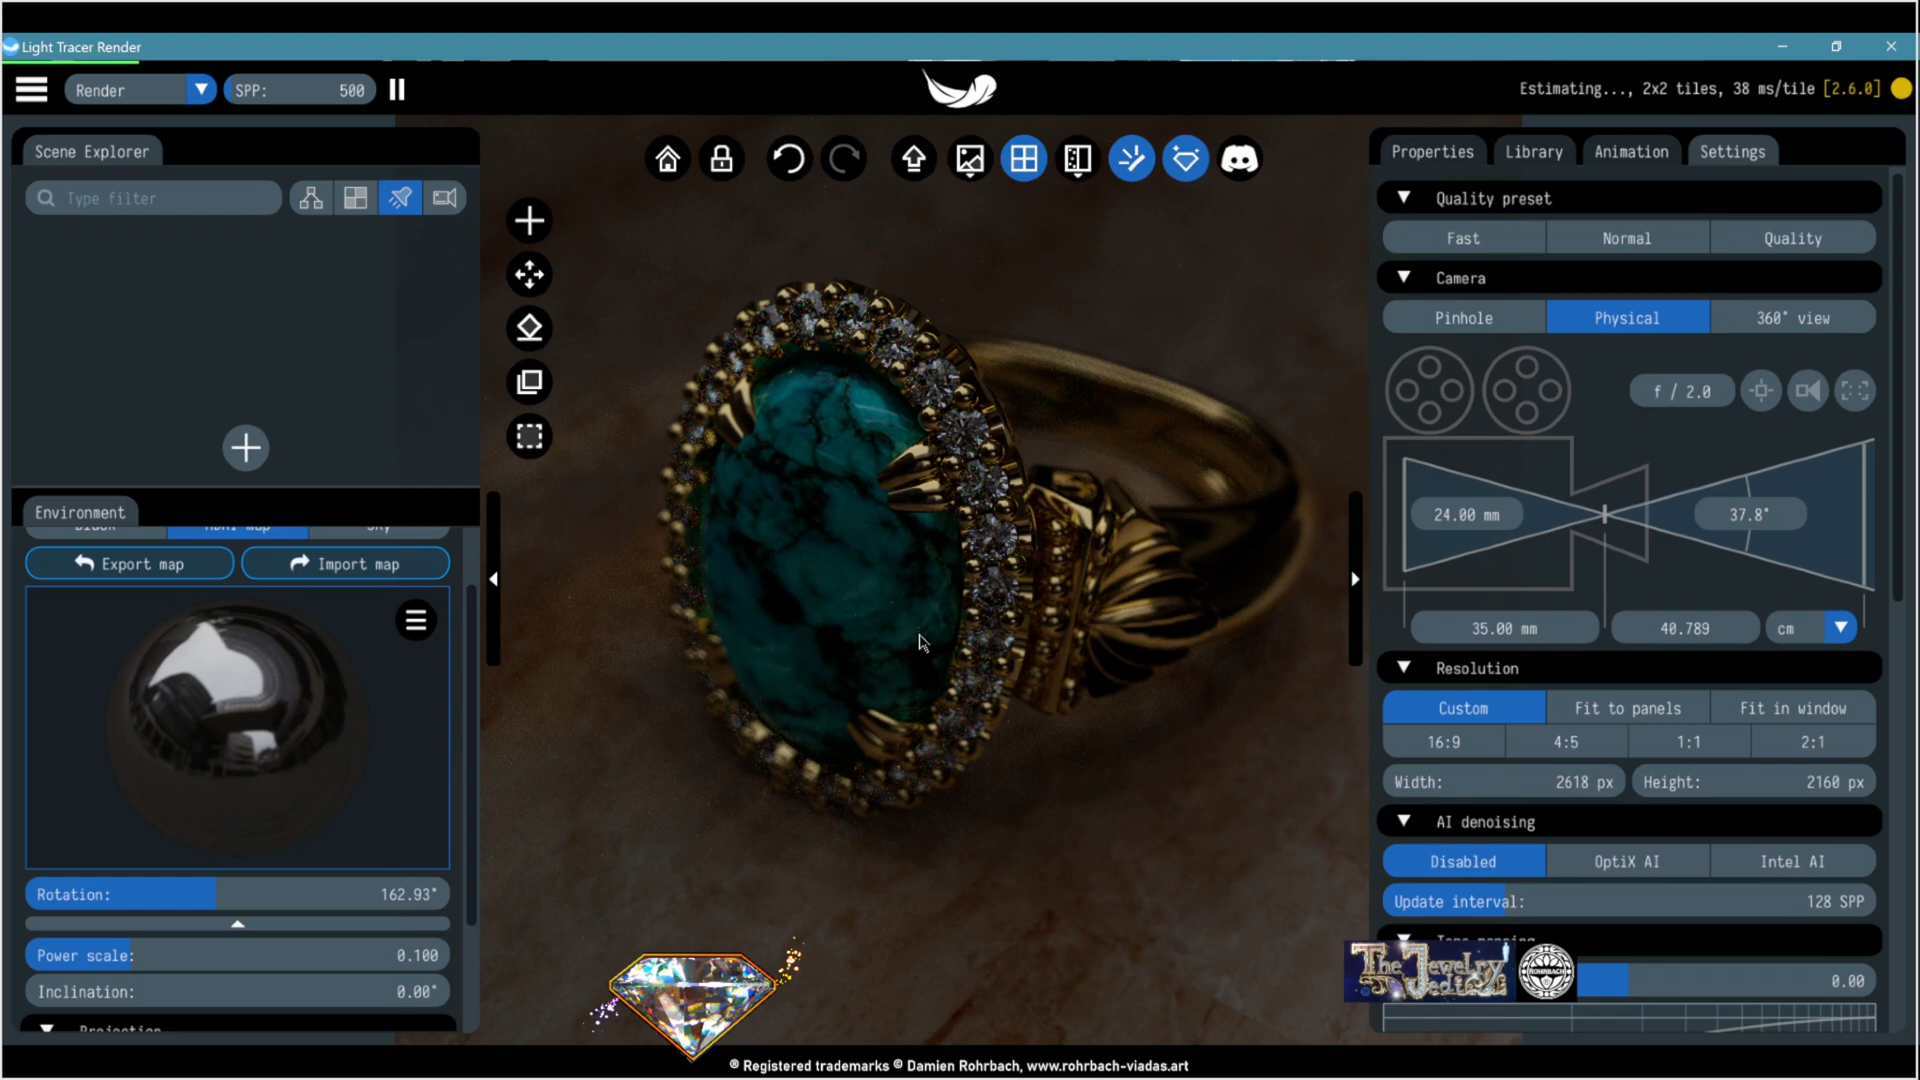 Light Tracer Render
Render
SPP: 500
Estimating..., 2x2 tiles, 38 ms/tile [2.6.0]
Scene Explorer
Type filter
Properties
Library
Animation
Settings
Quality preset
Fast
Normal
Quality
Camera
Pinhole
Physical
360° view
f / 2.0
24.00 mm
37.8°
35.00 mm
40.789
cm
Resolution
Custom
Fit to panels
Fit in window
16:9
4:5
1:1
2:1
Width: 2618 px
Height: 2160 px
AI denoising
Disabled
OptiX AI
Intel AI
Update interval: 128 SPP
0.00
Environment
Export map
Import map
Rotation: 162.93°
Power scale: 0.100
Inclination: 0.00°
Projection
The Jewelry
Jedi
ROHRBACH
® Registered trademarks © Damien Rohrbach, www.rohrbach-viadas.art